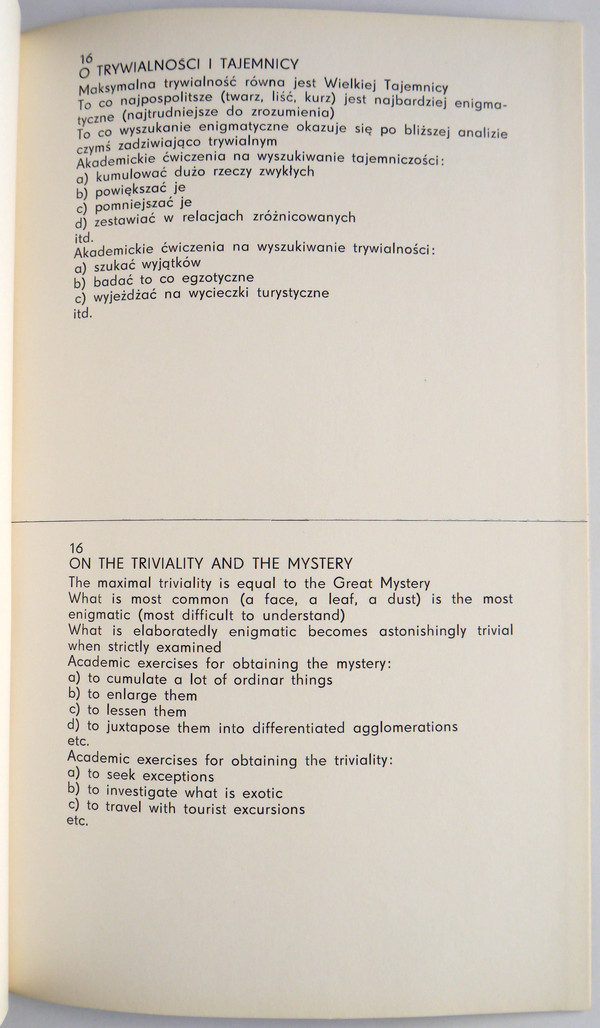 16
O TRYWIALNOŚCI I TAJEMNICY
Maksymalna trywialność równa jest Wielkiej Tajemnicy
To co najpospolitsze (twarz, liść, kurz) jest najbardziej enigma-
tyczne (najtrudniejsze do zrozumienia)
To co wyszukanie enigmatyczne okazuje się po bliższej analizie
czymś zadziwiająco trywialnym
Akademickie ćwiczenia na wyszukiwanie tajemniczości:
a) kumulować dużo rzeczy zwykłych
b) powiększać je
c) pomniejszać je
d) zestawiać w relacjach zróżnicowanych
itd.
Akademickie ćwiczenia na wyszukiwanie trywialności:
a) szukać wyjątków
b) badać to co egzotyczne
c) wyjeżdżać na wycieczki turystyczne
itd.
16
ON THE TRIVIALITY AND THE MYSTERY
The maximal triviality is equal to the Great Mystery
What is most common (a face, a leaf, a dust) is the most
enigmatic (most difficult to understand)
What is elaboratedly enigmatic becomes astonishingly trivial
when strictly examined
Academic exercises for obtaining the mystery:
a) to cumulate a lot of ordinar things
b) to enlarge them
c) to lessen them
d) to juxtapose them into differentiated agglomerations
etc.
Academic exercises for obtaining the triviality:
a) to seek exceptions
b) to investigate what is exotic
c) to travel with tourist excursions
etc.